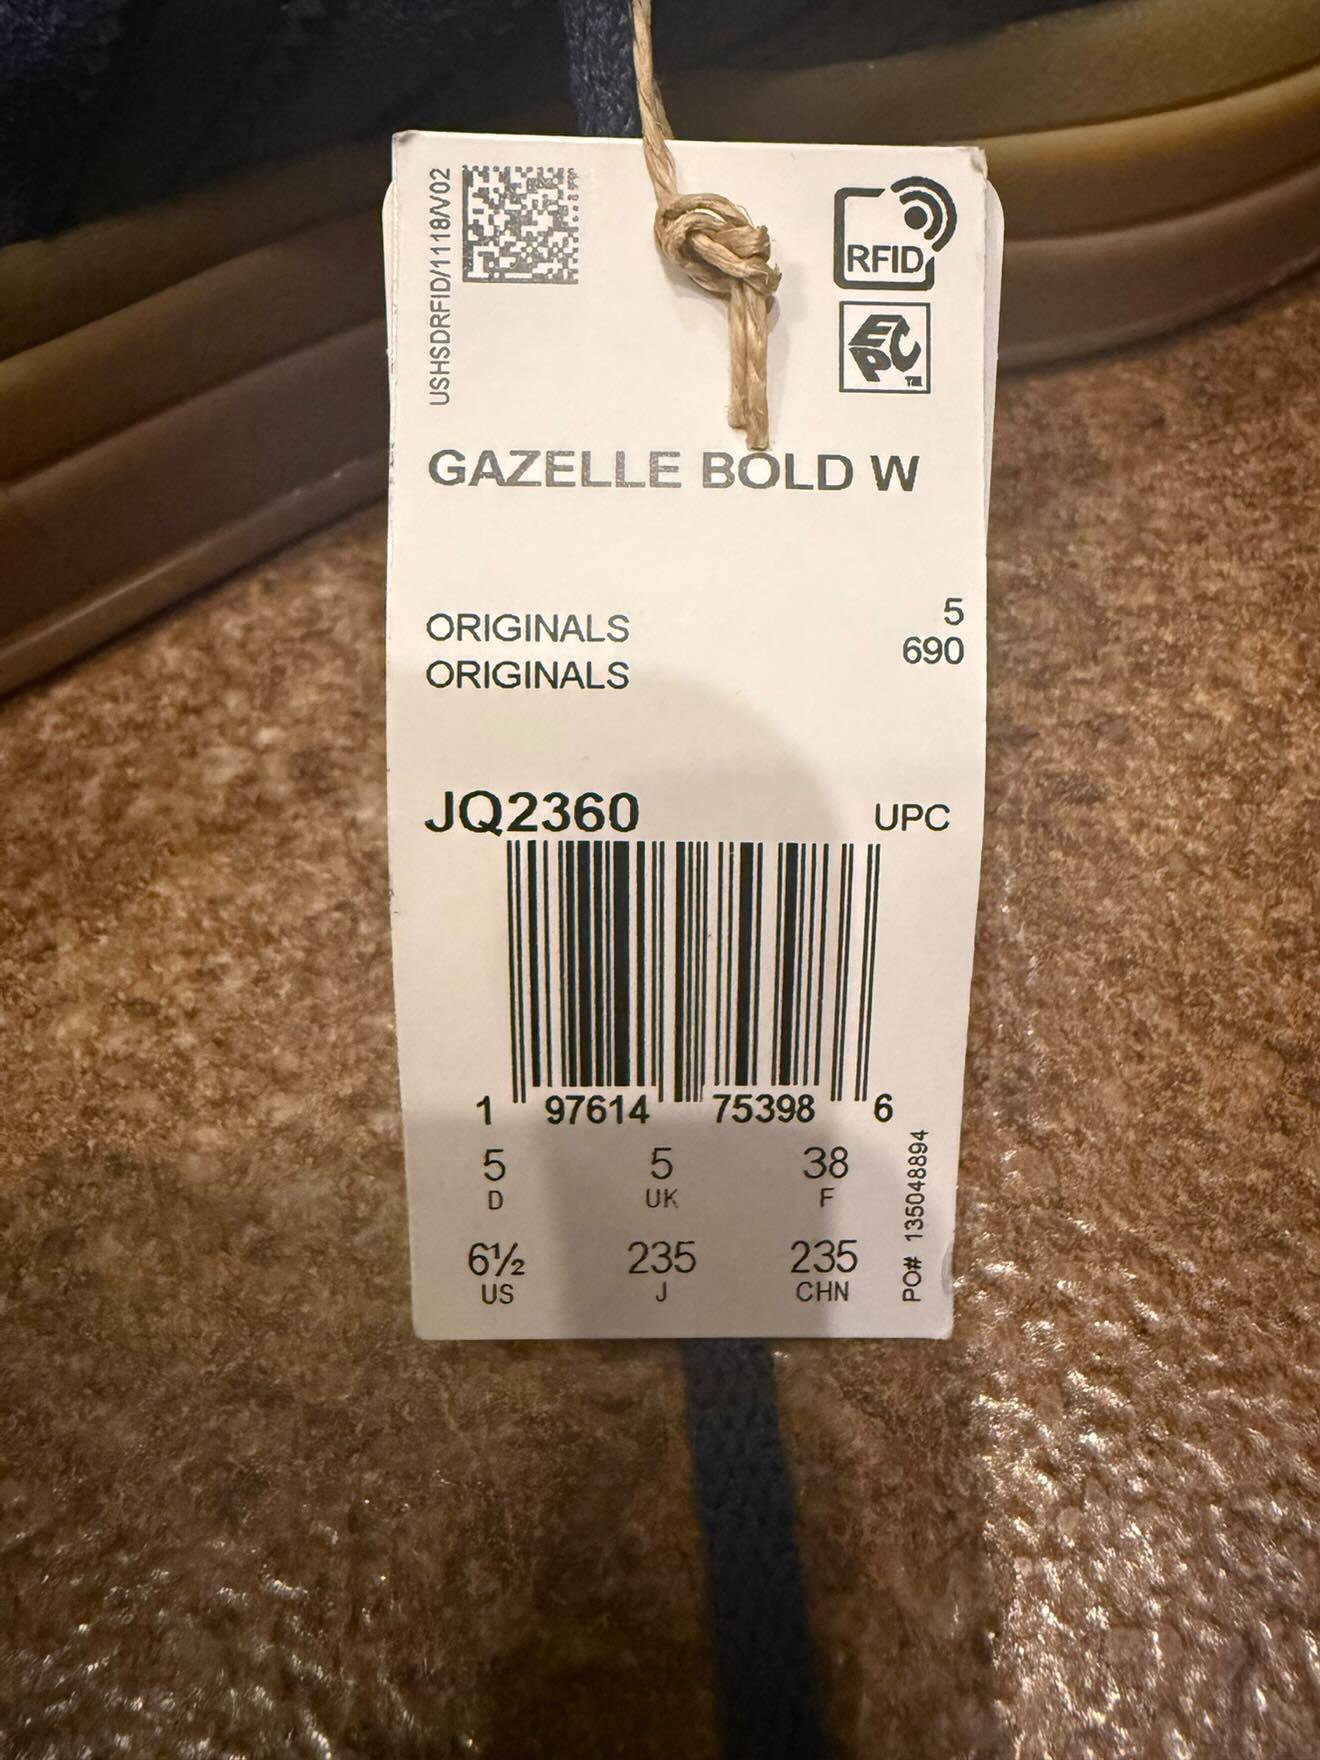 USHSDRFID/1118/V02
RFID
EPC
TM
GAZELLE BOLD W
ORIGINALS 5
ORIGINALS 690
JQ2360 UPC
1 97614 75398 6
5 5 38
D UK F
6½ 235 235
US J CHN
PO# 135048894